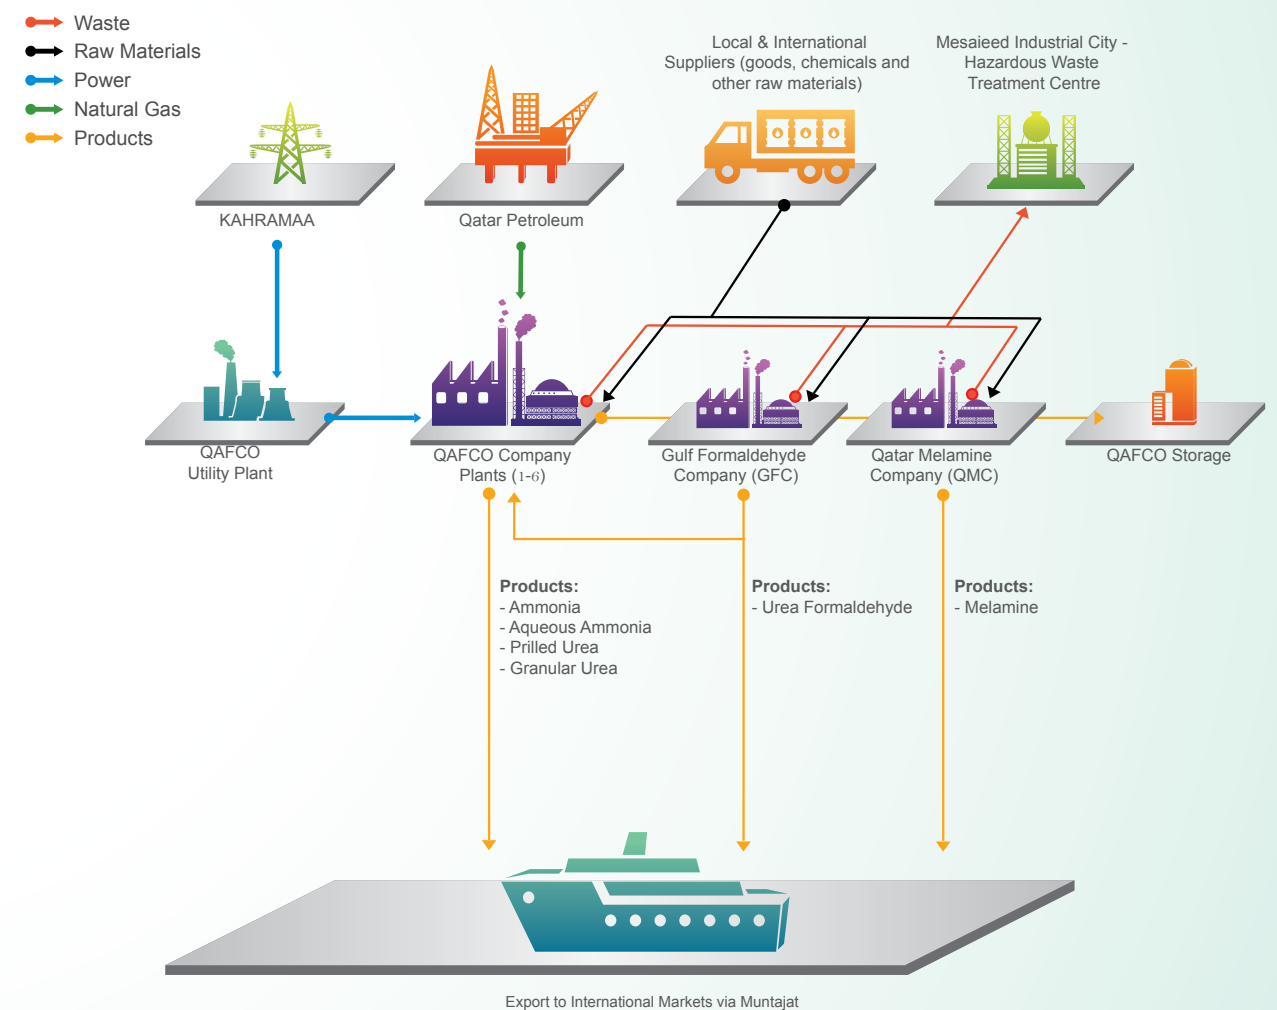 Waste
Raw Materials
Power
Natural Gas
Products
Local & International
Suppliers (goods, chemicals and
other raw materials)
Mesaieed Industrial City -
Hazardous Waste
Treatment Centre
KAHRAMAA
Qatar Petroleum
QAFCO
Utility Plant
QAFCO Company
Plants (1-6)
Gulf Formaldehyde
Company (GFC)
Qatar Melamine
Company (QMC)
QAFCO Storage
Products:
- Ammonia
- Aqueous Ammonia
- Prilled Urea
- Granular Urea
Products:
- Urea Formaldehyde
Products:
- Melamine
Export to International Markets via Muntajat